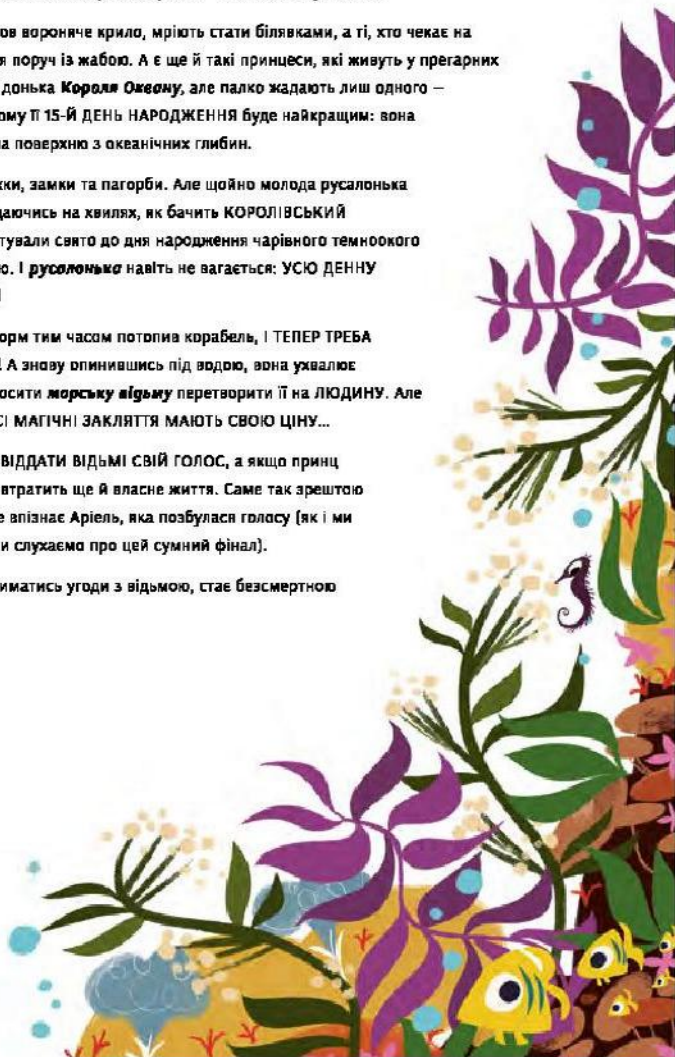 ов вороняче крило, мріють стати білявками, а ті, хто чекає на
я поруч із жабою. А є ще й такі принцеси, які живуть у прегарних
донька Короля Океану, але палко жадають лиш одного —
ому її 15-Й ДЕНЬ НАРОДЖЕННЯ буде найкращим: вона
а поверхню з океанічних глибин.
ки, замки та пагорби. Але щойно молода русалонька
даючись на хвилях, як бачить КОРОЛІВСЬКИЙ
тували свято до дня народження чарівного темноокого
ю. І русалонька навіть не вагається: УСЮ ДЕННУ
орм тим часом потопив корабель, І ТЕПЕР ТРЕБА
! А знову опинившись під водою, вона ухвалює
осити морську відьму перетворити її на ЛЮДИНУ. Але
СІ МАГІЧНІ ЗАКЛЯТТЯ МАЮТЬ СВОЮ ЦІНУ...
ВІДДАТИ ВІДЬМІ СВІЙ ГОЛОС, а якщо принц
втратить ще й власне життя. Саме так зрештою
е впізнає Аріель, яка позбулася голосу (як і ми
и слухаємо про цей сумний фінал).
иматись угоди з відьмою, стає безсмертною